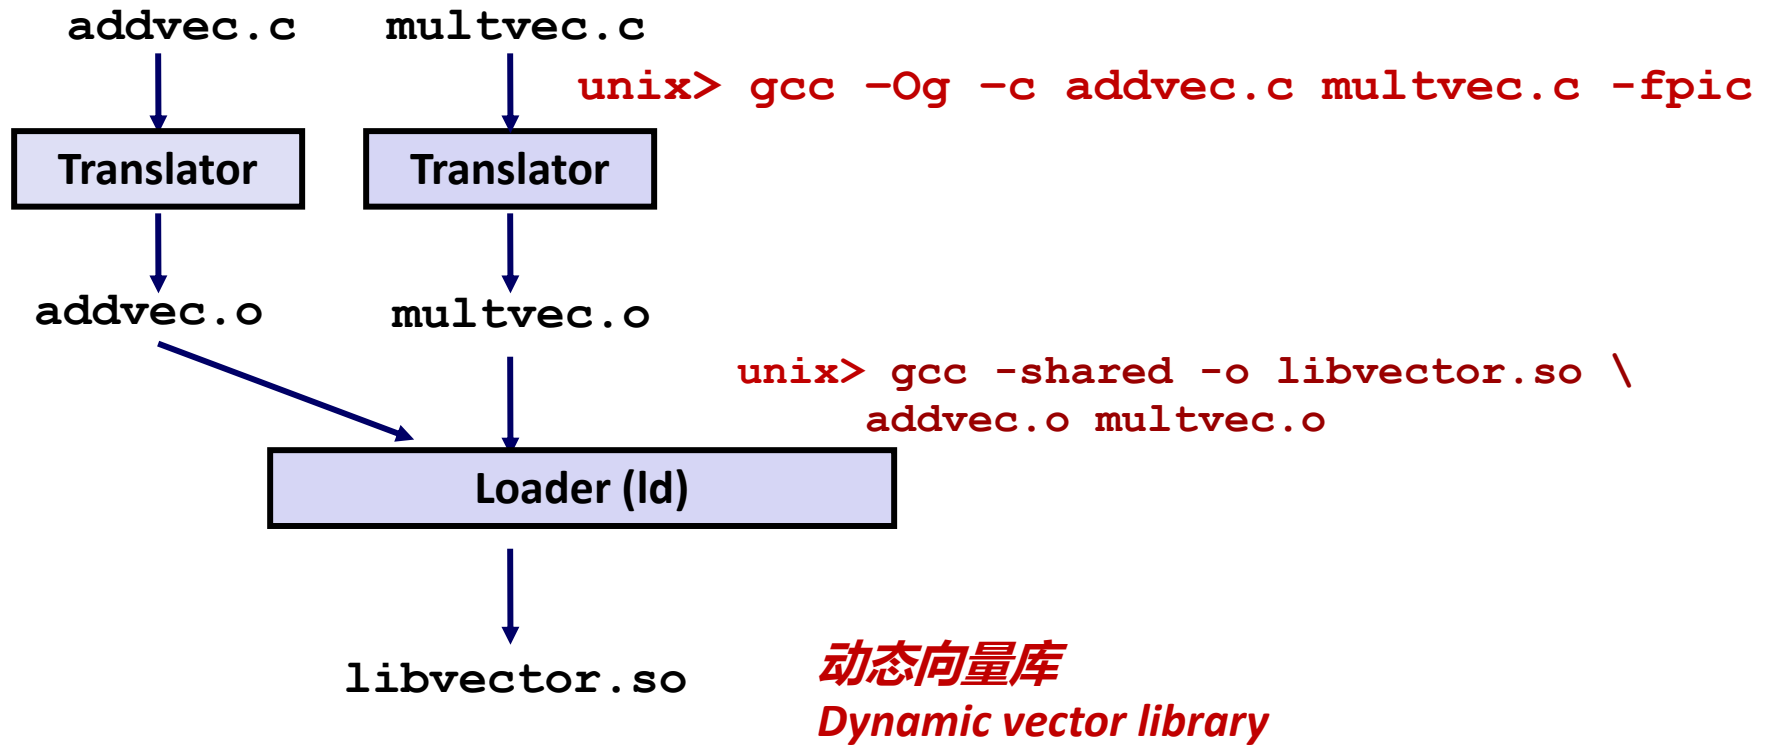 addvec.c multvec.c
unix> gcc –Og –c addvec.c multvec.c -fpic
Translator Translator
addvec.o multvec.o
unix> gcc -shared -o libvector.so \
addvec.o multvec.o
Loader (ld)
libvector.so
动态向量库
Dynamic vector library